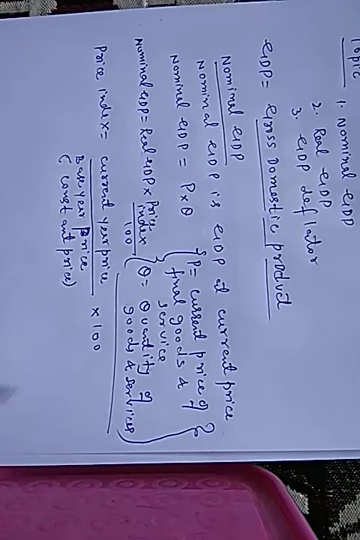 Topic 1. Nominal GDP
2. Real GDP
3. GDP deflator
GDP = Gross Domestic product
Nominal GDP
Nominal GDP is GDP at current price
Nominal GDP = P×Q { P = current price of final goods & service
Q = Quantity of goods & services }
Nominal GDP = Real GDP × Price index / 100
Price index = current year price / Base year Price (constant price) × 100